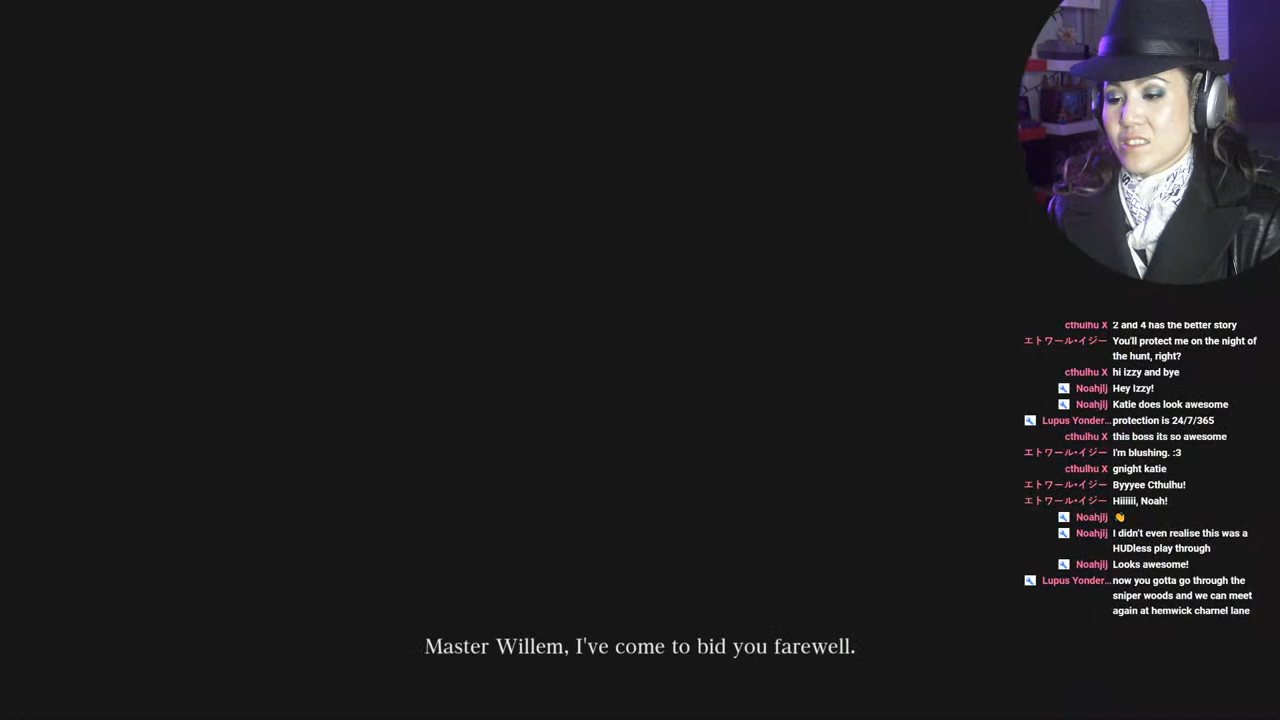 cthulhu X 2 and 4 has the better story
エトワール・イジー You'll protect me on the night of
the hunt, right?
cthulhu X hi izzy and bye
Noahjlj Hey Izzy!
Noahjlj Katie does look awesome
Lupus Yonder... protection is 24/7/365
cthulhu X this boss its so awesome
エトワール・イジー I'm blushing. :3
cthulhu X gnight katie
エトワール・イジー Byyyee Cthulhu!
エトワール・イジー Hiiiiii, Noah!
Noahjlj 👋
Noahjlj I didn't even realise this was a
HUDless play through
Noahjlj Looks awesome!
Lupus Yonder... now you gotta go through the
sniper woods and we can meet
again at hemwick charnel lane
Master Willem, I've come to bid you farewell.